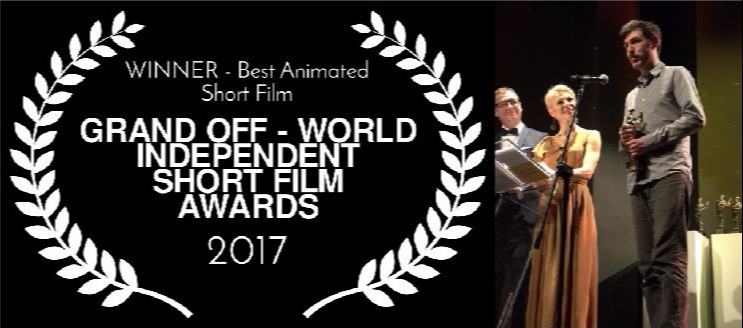 WINNER - Best Animated
Short Film
GRAND OFF - WORLD
INDEPENDENT
SHORT FILM
AWARDS
2017